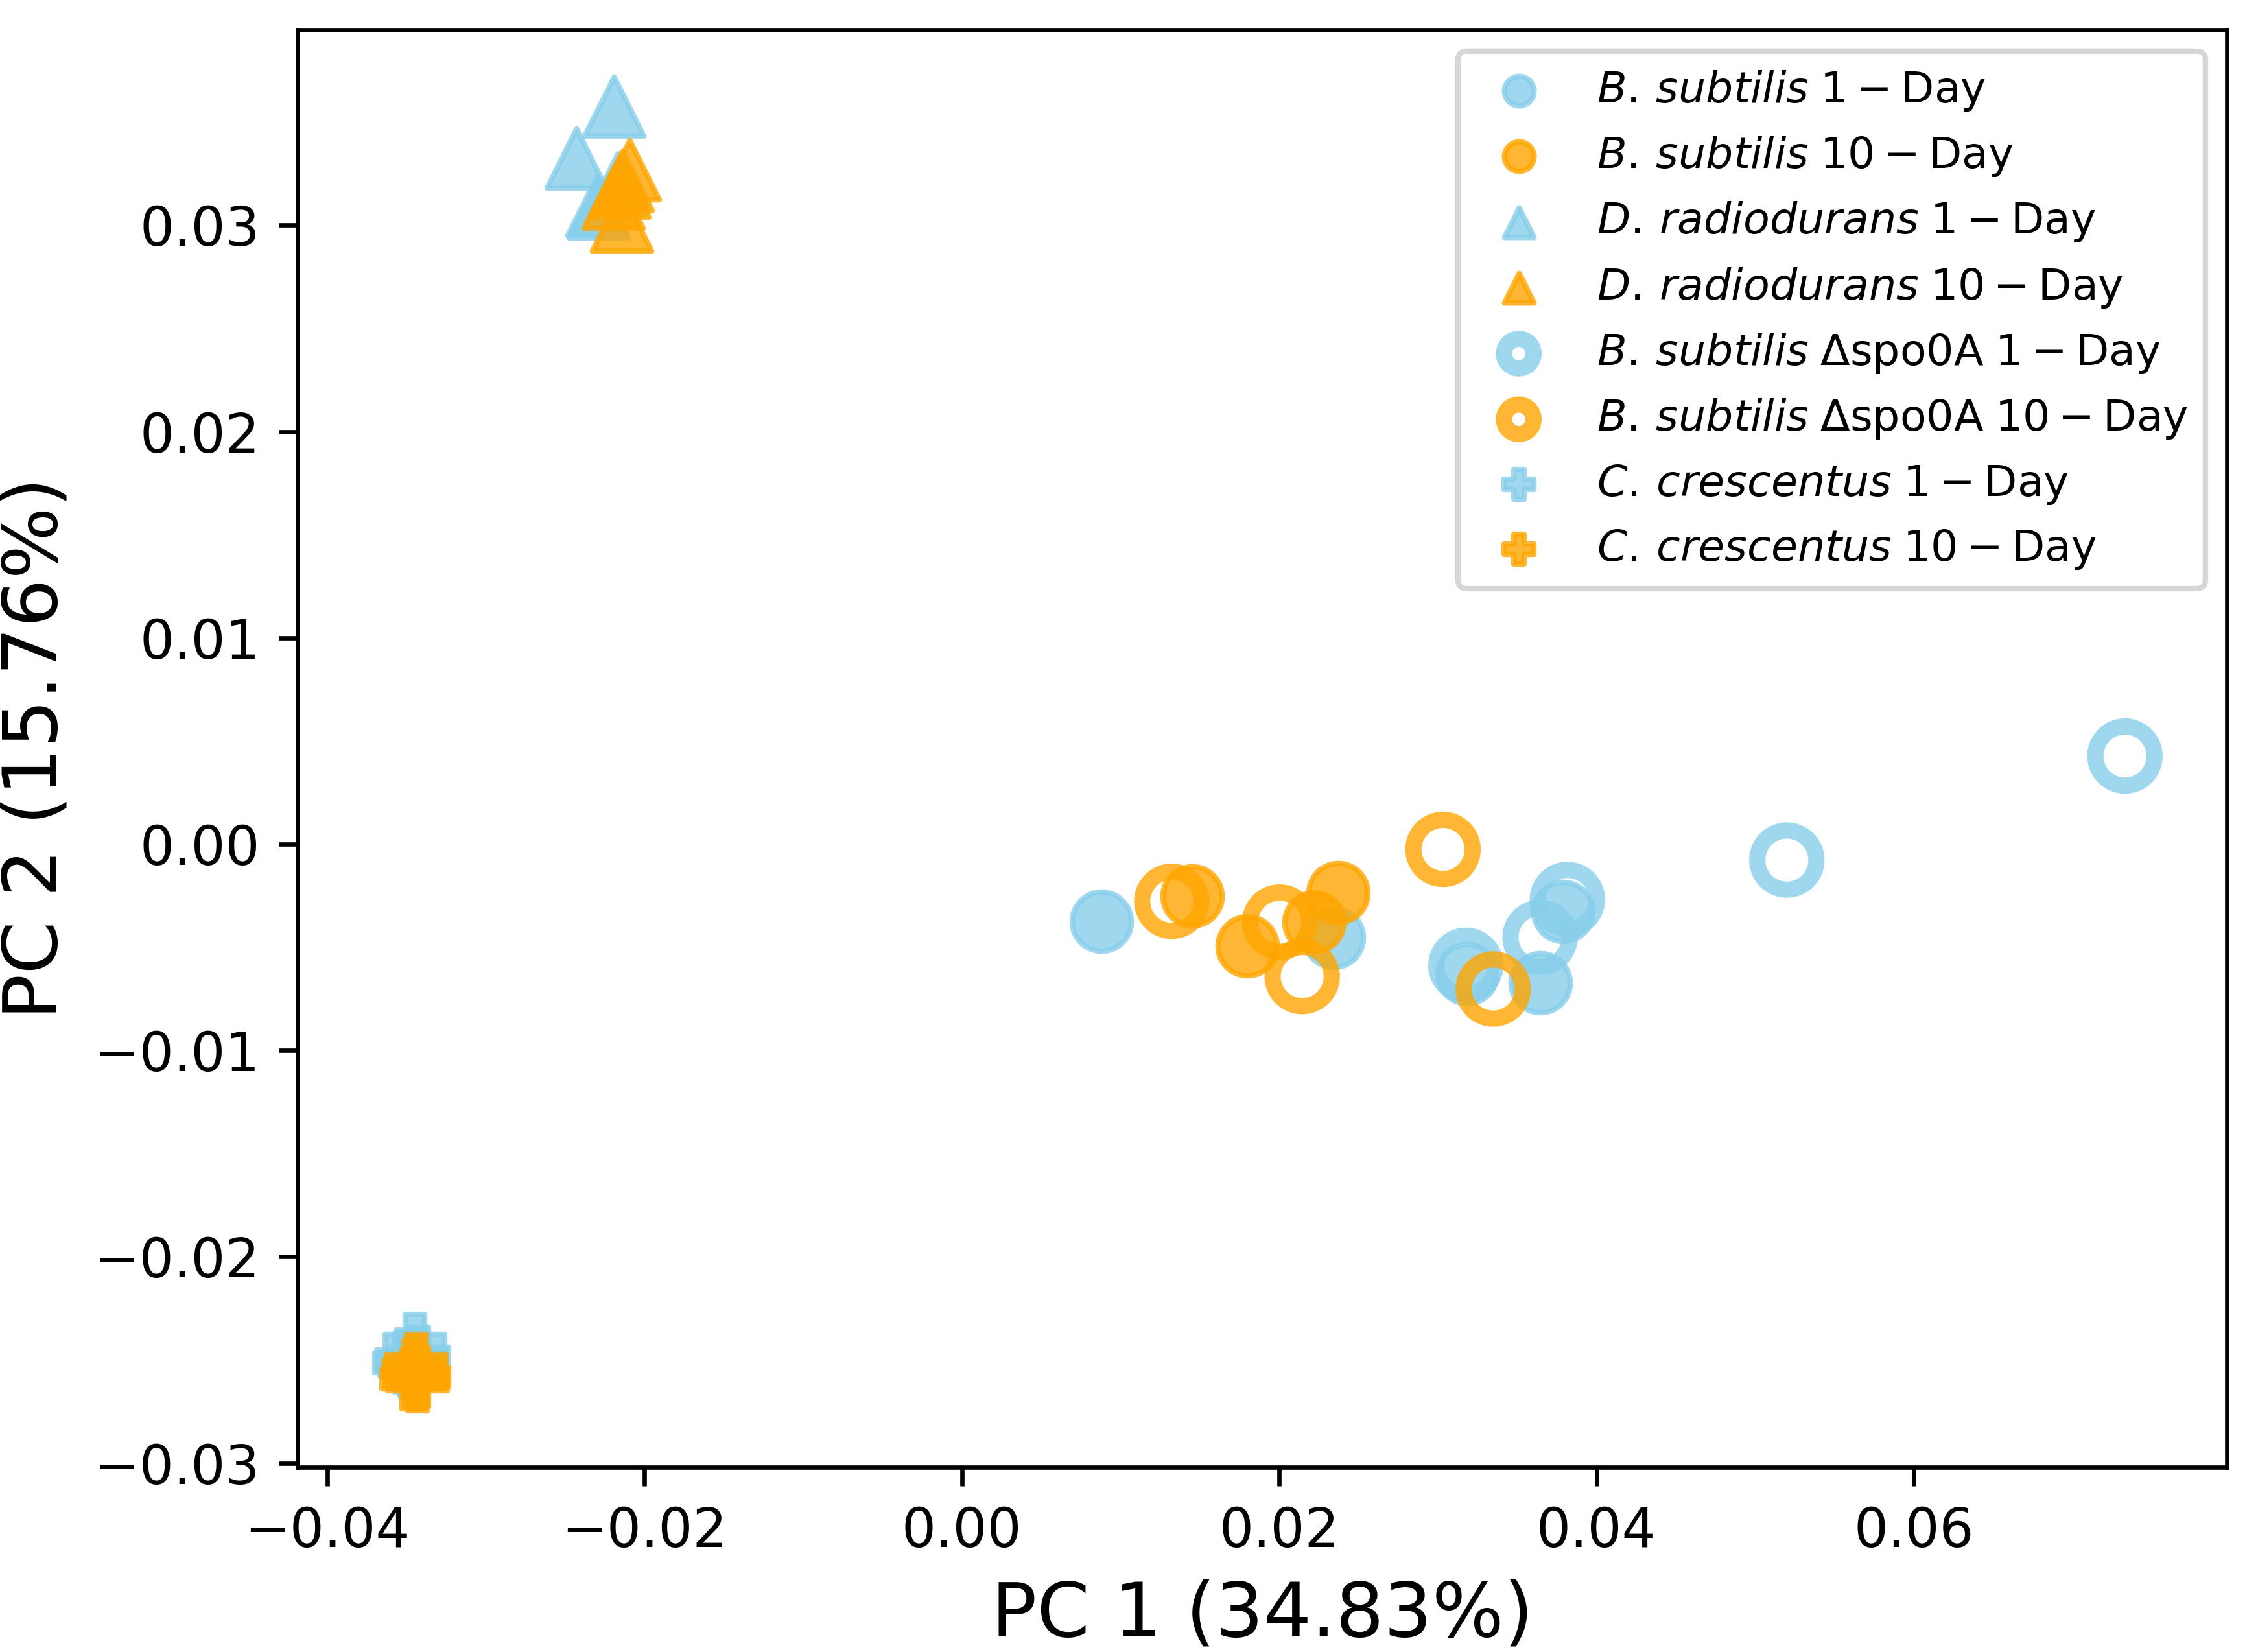 B. subtilis 1 − Day
B. subtilis 10 − Day
D. radiodurans 1 − Day
D. radiodurans 10 − Day
B. subtilis Δspo0A 1 − Day
B. subtilis Δspo0A 10 − Day
C. crescentus 1 − Day
C. crescentus 10 − Day
PC 2 (15.76%)
0.03
0.02
0.01
0.00
−0.01
−0.02
−0.03
−0.04 −0.02 0.00 0.02 0.04 0.06
PC 1 (34.83%)